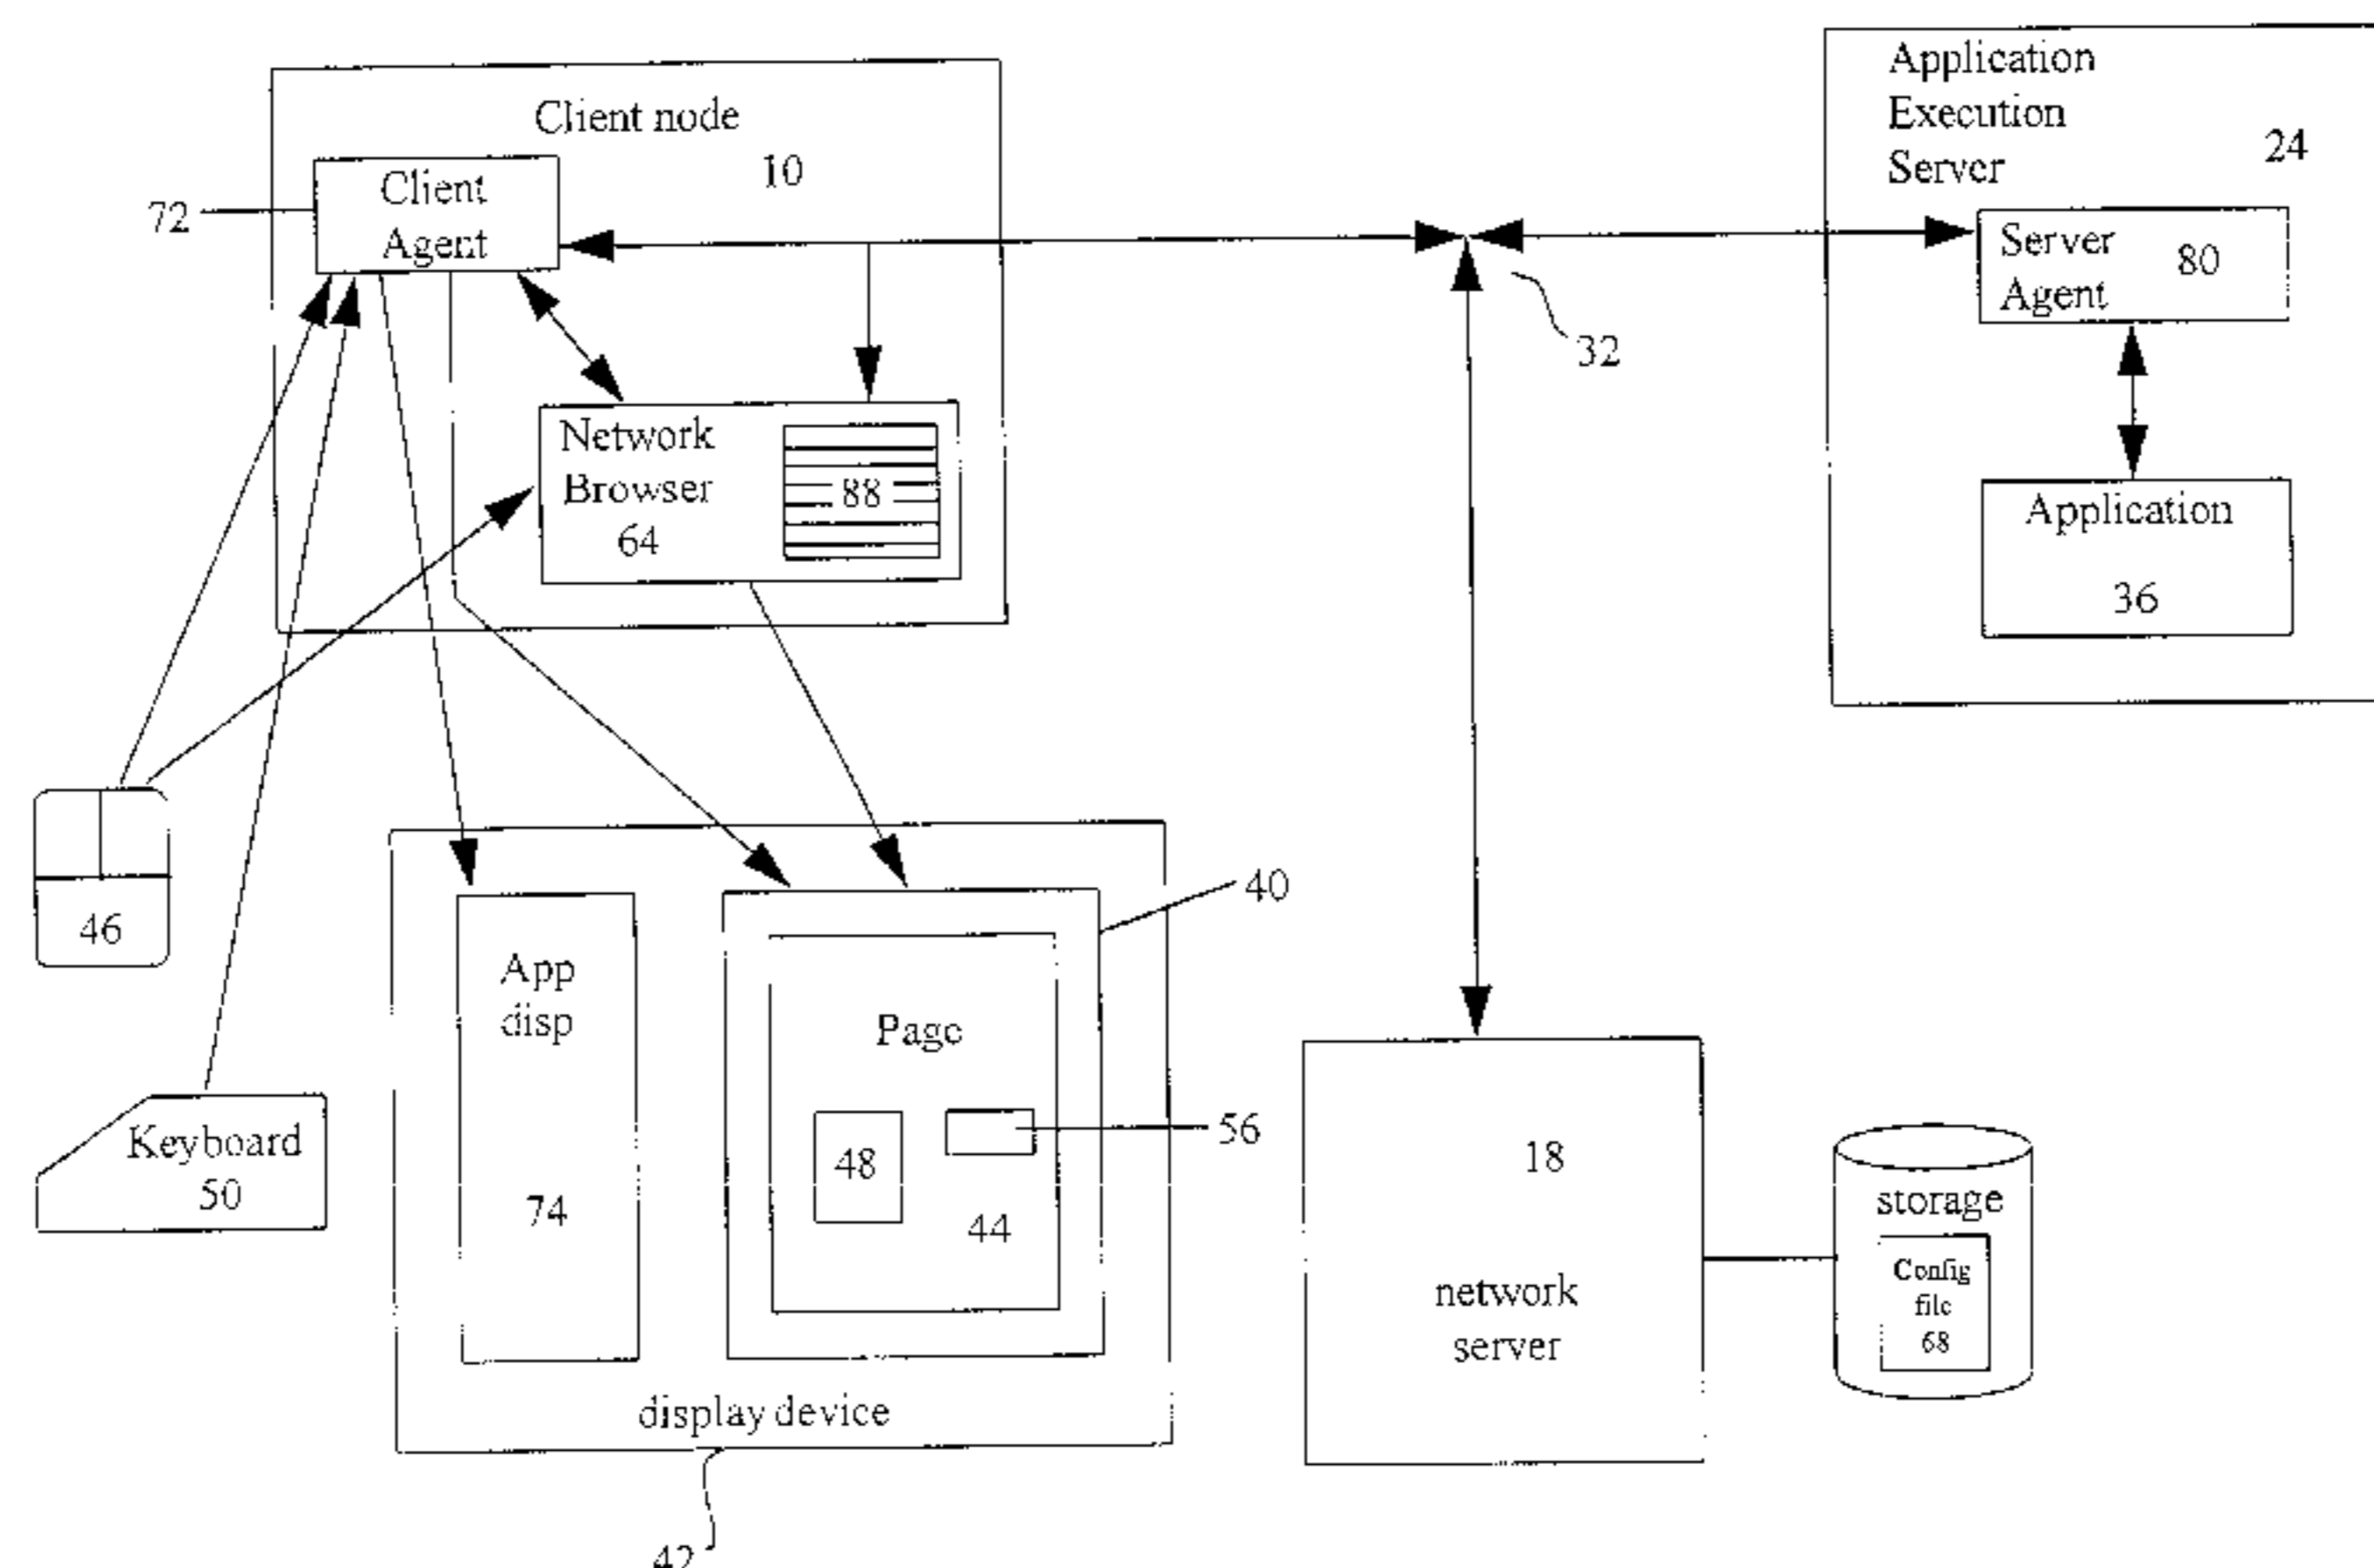 Client node
10
Client
Agent
72
Network
Browser
64
88
32
Application
Execution
Server
24
Server
Agent
80
Application
36
46
Keyboard
50
App
disp
74
Page
48
44
40
56
display device
42
18
network
server
storage
Config
file
68